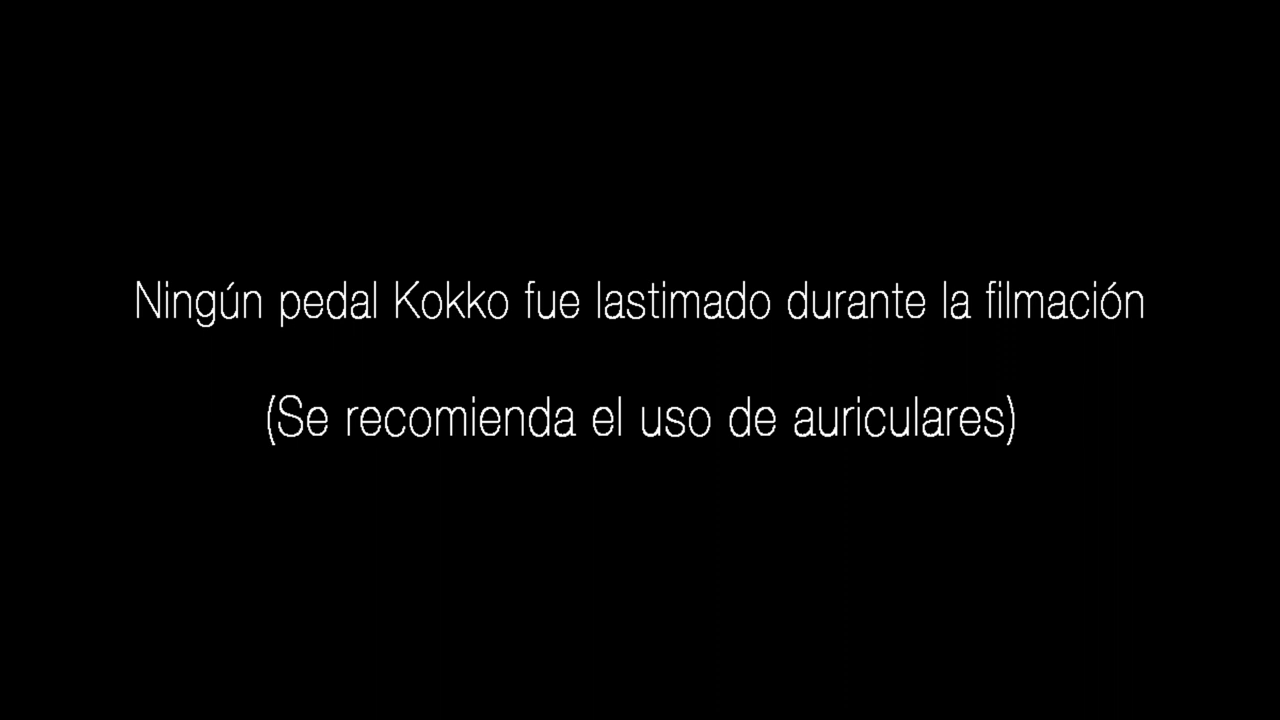 Ningún pedal Kokko fue lastimado durante la filmación
(Se recomienda el uso de auriculares)